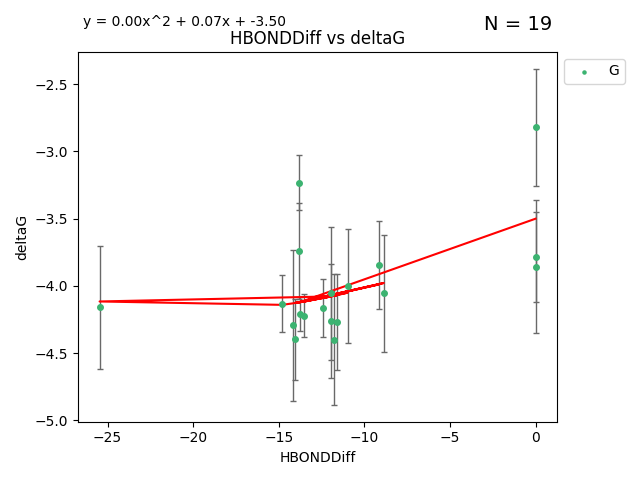 y = 0.00x^2 + 0.07x + -3.50
N = 19
HBONDDiff vs deltaG
G
deltaG
−2.5
−3.0
−3.5
−4.0
−4.5
−5.0
−25
−20
−15
−10
−5
0
HBONDDiff